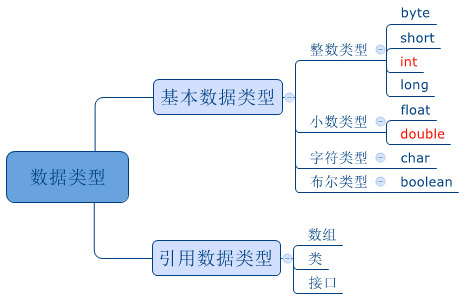 数据类型
基本数据类型
整数类型
byte
short
int
long
小数类型
float
double
字符类型
char
布尔类型
boolean
引用数据类型
数组
类
接口